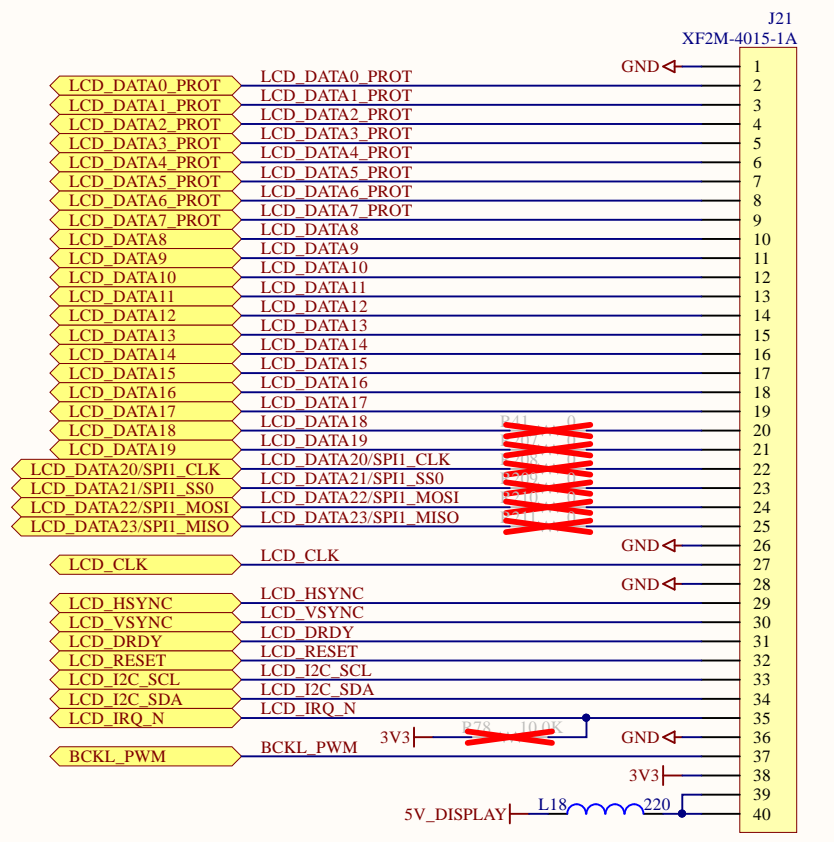 J21
XF2M-4015-1A
GND 1
LCD_DATA0_PROT LCD_DATA0_PROT 2
LCD_DATA1_PROT LCD_DATA1_PROT 3
LCD_DATA2_PROT LCD_DATA2_PROT 4
LCD_DATA3_PROT LCD_DATA3_PROT 5
LCD_DATA4_PROT LCD_DATA4_PROT 6
LCD_DATA5_PROT LCD_DATA5_PROT 7
LCD_DATA6_PROT LCD_DATA6_PROT 8
LCD_DATA7_PROT LCD_DATA7_PROT 9
LCD_DATA8 LCD_DATA8 10
LCD_DATA9 LCD_DATA9 11
LCD_DATA10 LCD_DATA10 12
LCD_DATA11 LCD_DATA11 13
LCD_DATA12 LCD_DATA12 14
LCD_DATA13 LCD_DATA13 15
LCD_DATA14 LCD_DATA14 16
LCD_DATA15 LCD_DATA15 17
LCD_DATA16 LCD_DATA16 18
LCD_DATA17 LCD_DATA17 19
LCD_DATA18 LCD_DATA18 R41 0 20
LCD_DATA19 LCD_DATA19 21
LCD_DATA20/SPI1_CLK LCD_DATA20/SPI1_CLK 22
LCD_DATA21/SPI1_SS0 LCD_DATA21/SPI1_SS0 23
LCD_DATA22/SPI1_MOSI LCD_DATA22/SPI1_MOSI 24
LCD_DATA23/SPI1_MISO LCD_DATA23/SPI1_MISO 25
GND 26
LCD_CLK LCD_CLK 27
GND 28
LCD_HSYNC LCD_HSYNC 29
LCD_VSYNC LCD_VSYNC 30
LCD_DRDY LCD_DRDY 31
LCD_RESET LCD_RESET 32
LCD_I2C_SCL LCD_I2C_SCL 33
LCD_I2C_SDA LCD_I2C_SDA 34
LCD_IRQ_N LCD_IRQ_N 35
3V3 R78 10.0K GND 36
BCKL_PWM BCKL_PWM 37
3V3 38
39
5V_DISPLAY L18 220 40